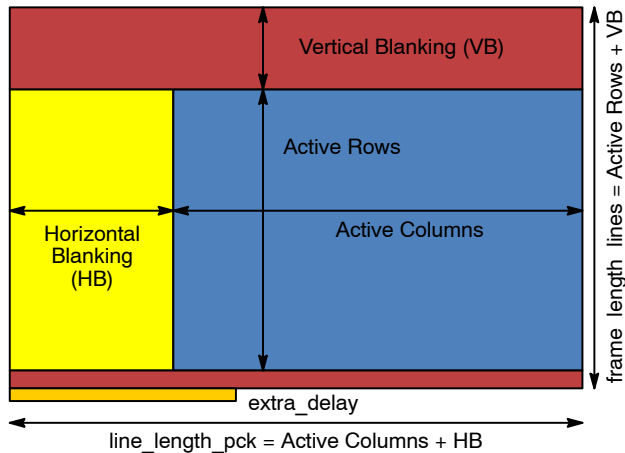 Vertical Blanking (VB)
Active Rows
Active Columns
Horizontal
Blanking
(HB)
frame_length_lines = Active Rows + VB
extra_delay
line_length_pck = Active Columns + HB